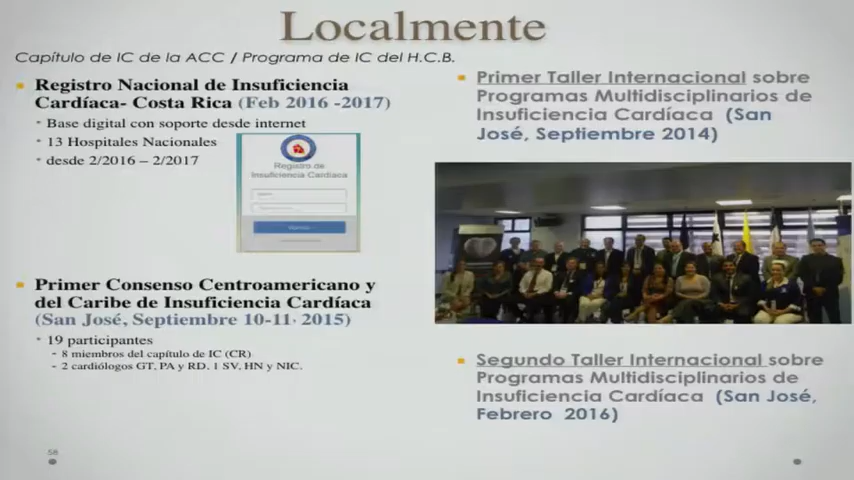 Localmente
Capítulo de IC de la ACC / Programa de IC del H.C.B.
Registro Nacional de Insuficiencia
Cardíaca- Costa Rica (Feb 2016 -2017)
Base digital con soporte desde internet
13 Hospitales Nacionales
desde 2/2016 – 2/2017
Registro de
Insuficiencia Cardíaca
Primer Consenso Centroamericano y
del Caribe de Insuficiencia Cardíaca
(San José, Septiembre 10-11, 2015)
19 participantes
- 8 miembros del capítulo de IC (CR)
- 2 cardiólogos GT, PA y RD. 1 SV, HN y NIC.
Primer Taller Internacional sobre
Programas Multidisciplinarios de
Insuficiencia Cardíaca (San
José, Septiembre 2014)
Segundo Taller Internacional sobre
Programas Multidisciplinarios de
Insuficiencia Cardíaca (San José,
Febrero 2016)
58